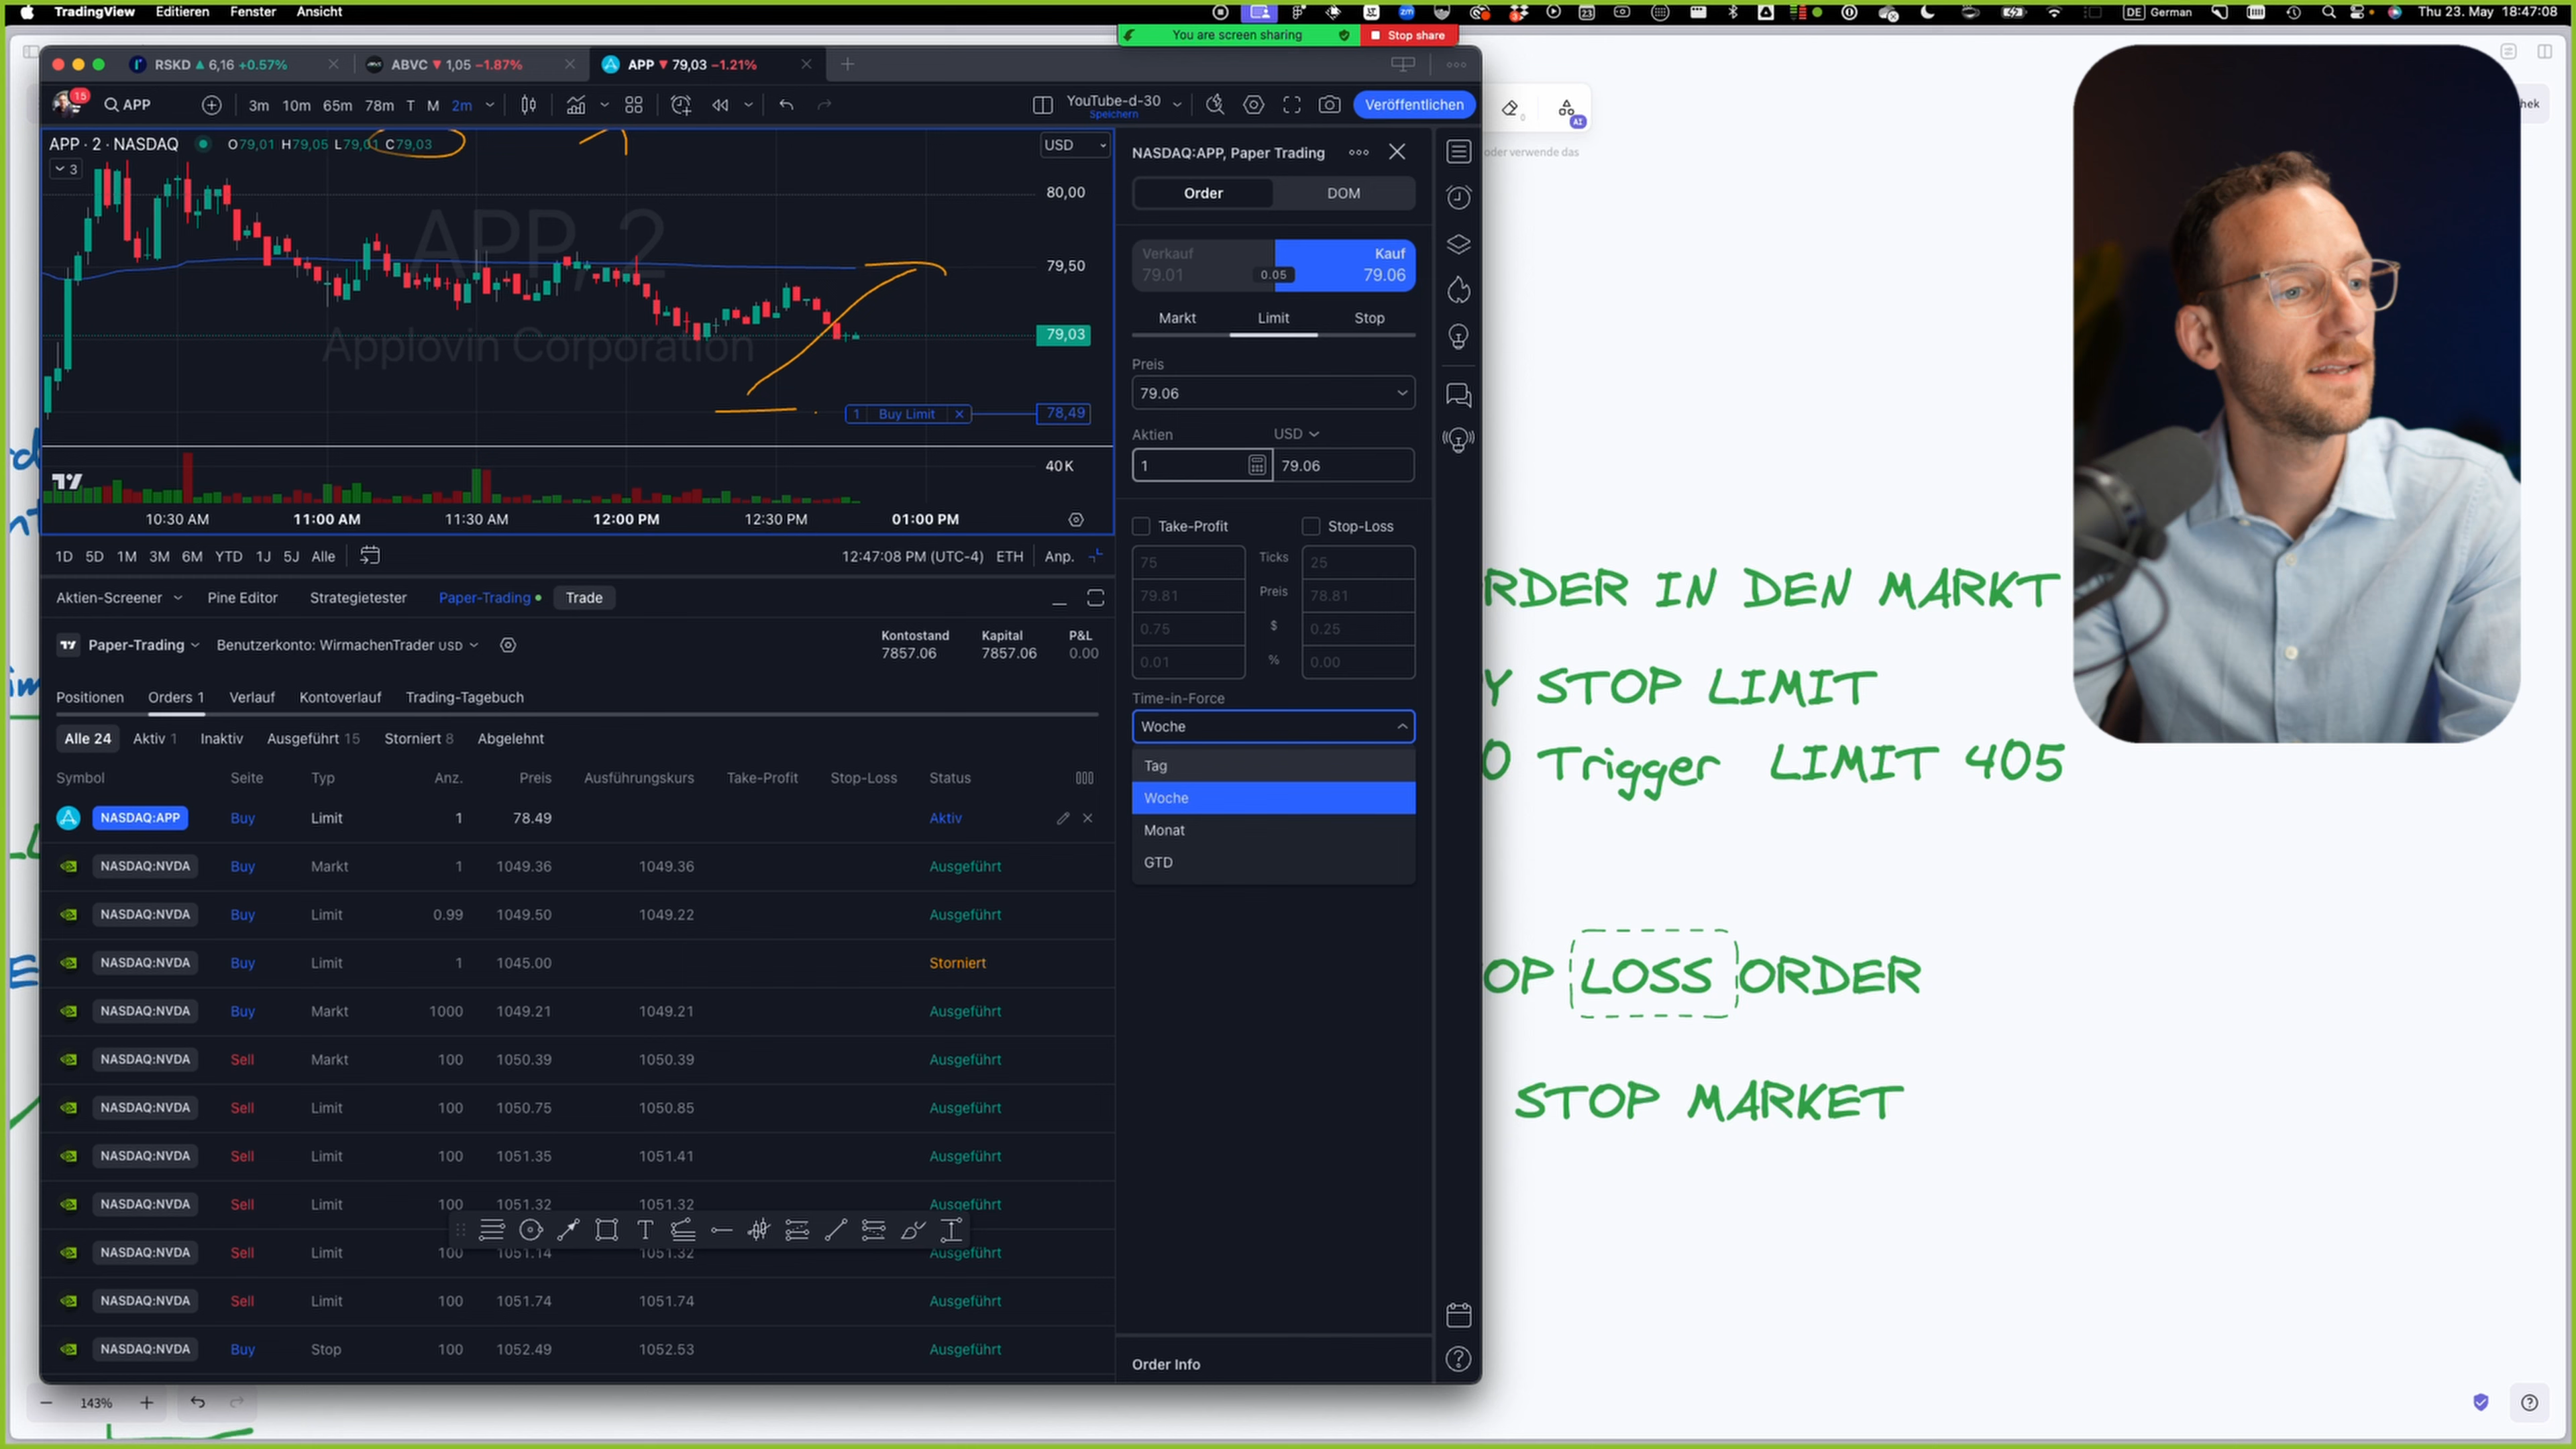 TradingView Editieren Fenster Ansicht
DE German Thu 23. May 18:47:08
You are screen sharing Stop share
RSKD 6,16 +0.57% ABVC 1,05 −1.87% APP 79,03 −1.21%
15 APP 3m 10m 65m 78m T M 2m YouTube-d-30 Speichern Veröffentlichen
AI
hek
oder verwende das
APP · 2 · NASDAQ O79,01 H79,05 L79,01 C79,03 USD
3
APP, 2
Applovin Corporation
80,00
79,50
79,03
1 Buy Limit 78,49
40 K
10:30 AM 11:00 AM 11:30 AM 12:00 PM 12:30 PM 01:00 PM
1D 5D 1M 3M 6M YTD 1J 5J Alle 12:47:08 PM (UTC-4) ETH Anp.
NASDAQ:APP, Paper Trading
Order DOM
Verkauf Kauf
79.01 0.05 79.06
Markt Limit Stop
Preis
79.06
Aktien USD
1 79.06
Take-Profit Stop-Loss
75 Ticks 25
79.81 Preis 78.81
0.75 $ 0.25
0.01 % 0.00
Time-in-Force
Woche
Tag
Woche
Monat
GTD
Order Info
Aktien-Screener Pine Editor Strategietester Paper-Trading Trade
Paper-Trading Benutzerkonto: WirmachenTrader USD
Kontostand Kapital P&L
7857.06 7857.06 0.00
Positionen Orders 1 Verlauf Kontoverlauf Trading-Tagebuch
Alle 24 Aktiv 1 Inaktiv Ausgeführt 15 Storniert 8 Abgelehnt
Symbol Seite Typ Anz. Preis Ausführungskurs Take-Profit Stop-Loss Status
NASDAQ:APP Buy Limit 1 78.49 Aktiv
NASDAQ:NVDA Buy Markt 1 1049.36 1049.36 Ausgeführt
NASDAQ:NVDA Buy Limit 0.99 1049.50 1049.22 Ausgeführt
NASDAQ:NVDA Buy Limit 1 1045.00 Storniert
NASDAQ:NVDA Buy Markt 1000 1049.21 1049.21 Ausgeführt
NASDAQ:NVDA Sell Markt 100 1050.39 1050.39 Ausgeführt
NASDAQ:NVDA Sell Limit 100 1050.75 1050.85 Ausgeführt
NASDAQ:NVDA Sell Limit 100 1051.35 1051.41 Ausgeführt
NASDAQ:NVDA Sell Limit 100 1051.32 1051.32 Ausgeführt
NASDAQ:NVDA Sell Limit 100 1051.14 1051.32 Ausgeführt
NASDAQ:NVDA Sell Limit 100 1051.74 1051.74 Ausgeführt
NASDAQ:NVDA Buy Stop 100 1052.49 1052.53 Ausgeführt
143%
RDER IN DEN MARKT
Y STOP LIMIT
0 Trigger LIMIT 405
OP LOSS ORDER
STOP MARKET